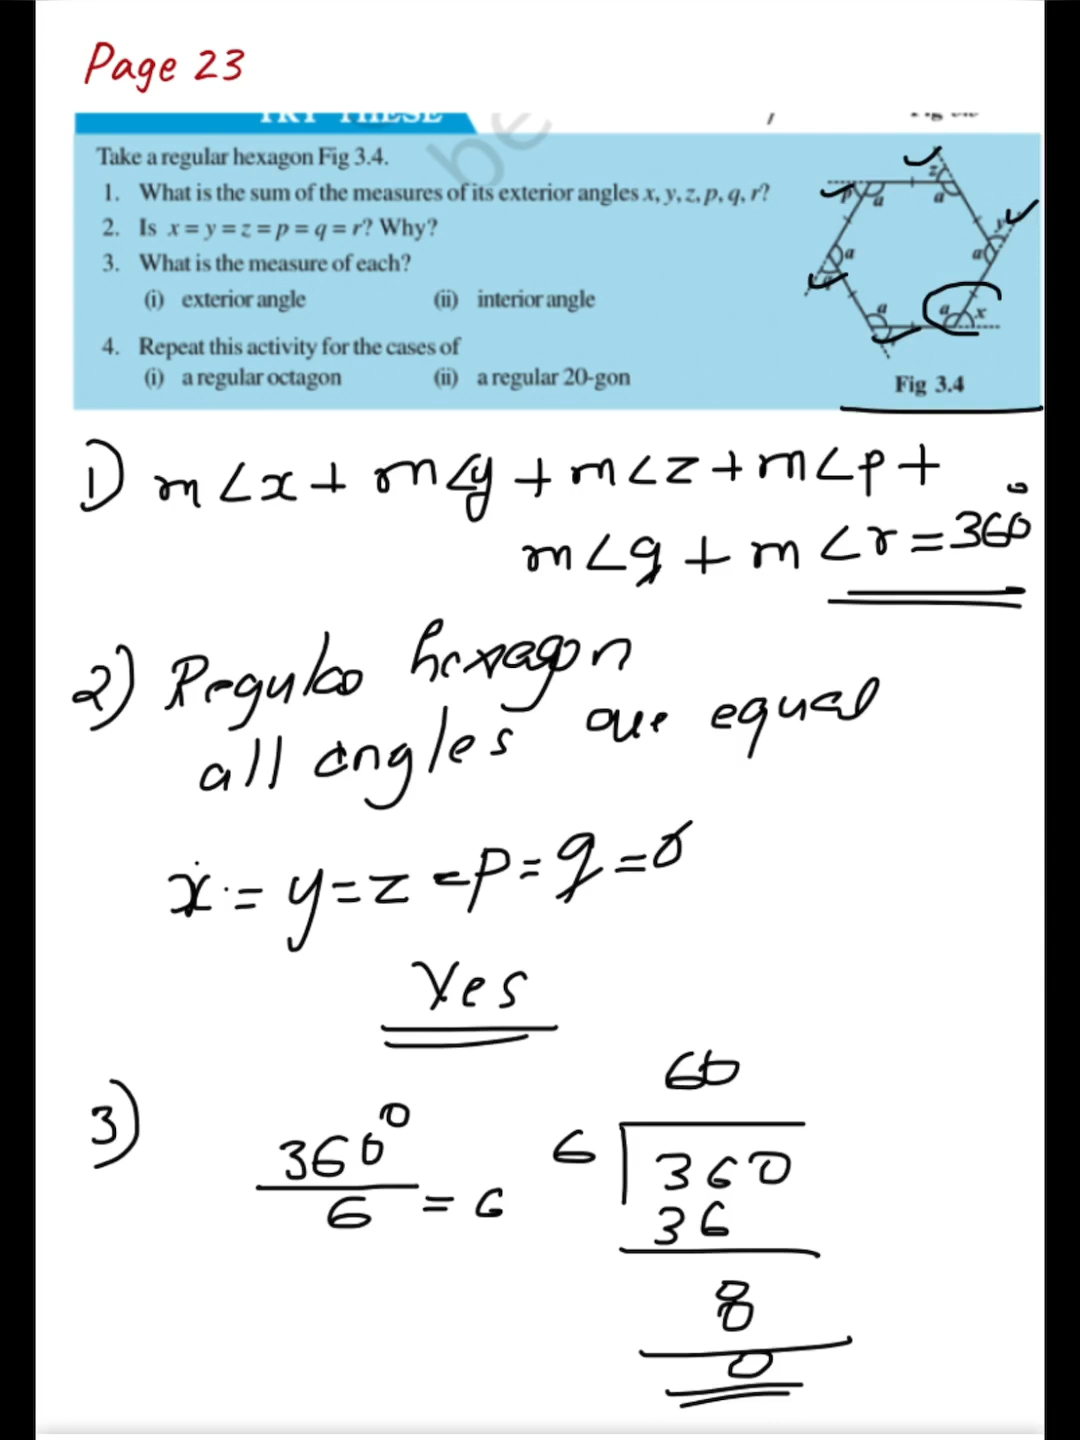 Page 23
TRY THESE
be
Take a regular hexagon Fig 3.4.
1. What is the sum of the measures of its exterior angles x, y, z, p, q, r?
2. Is x = y = z = p = q = r? Why?
3. What is the measure of each?
(i) exterior angle (ii) interior angle
4. Repeat this activity for the cases of
(i) a regular octagon (ii) a regular 20-gon
z
p a a
y
a a
q
a a x
Fig 3.4
1) m∠x + m∠y + m∠z + m∠p +
m∠q + m∠r = 360°
2) Regular hexagon
all angles are equal
x = y = z = p = q = r
Yes
3) 360° / 6 = 6
60
6 360
36
0